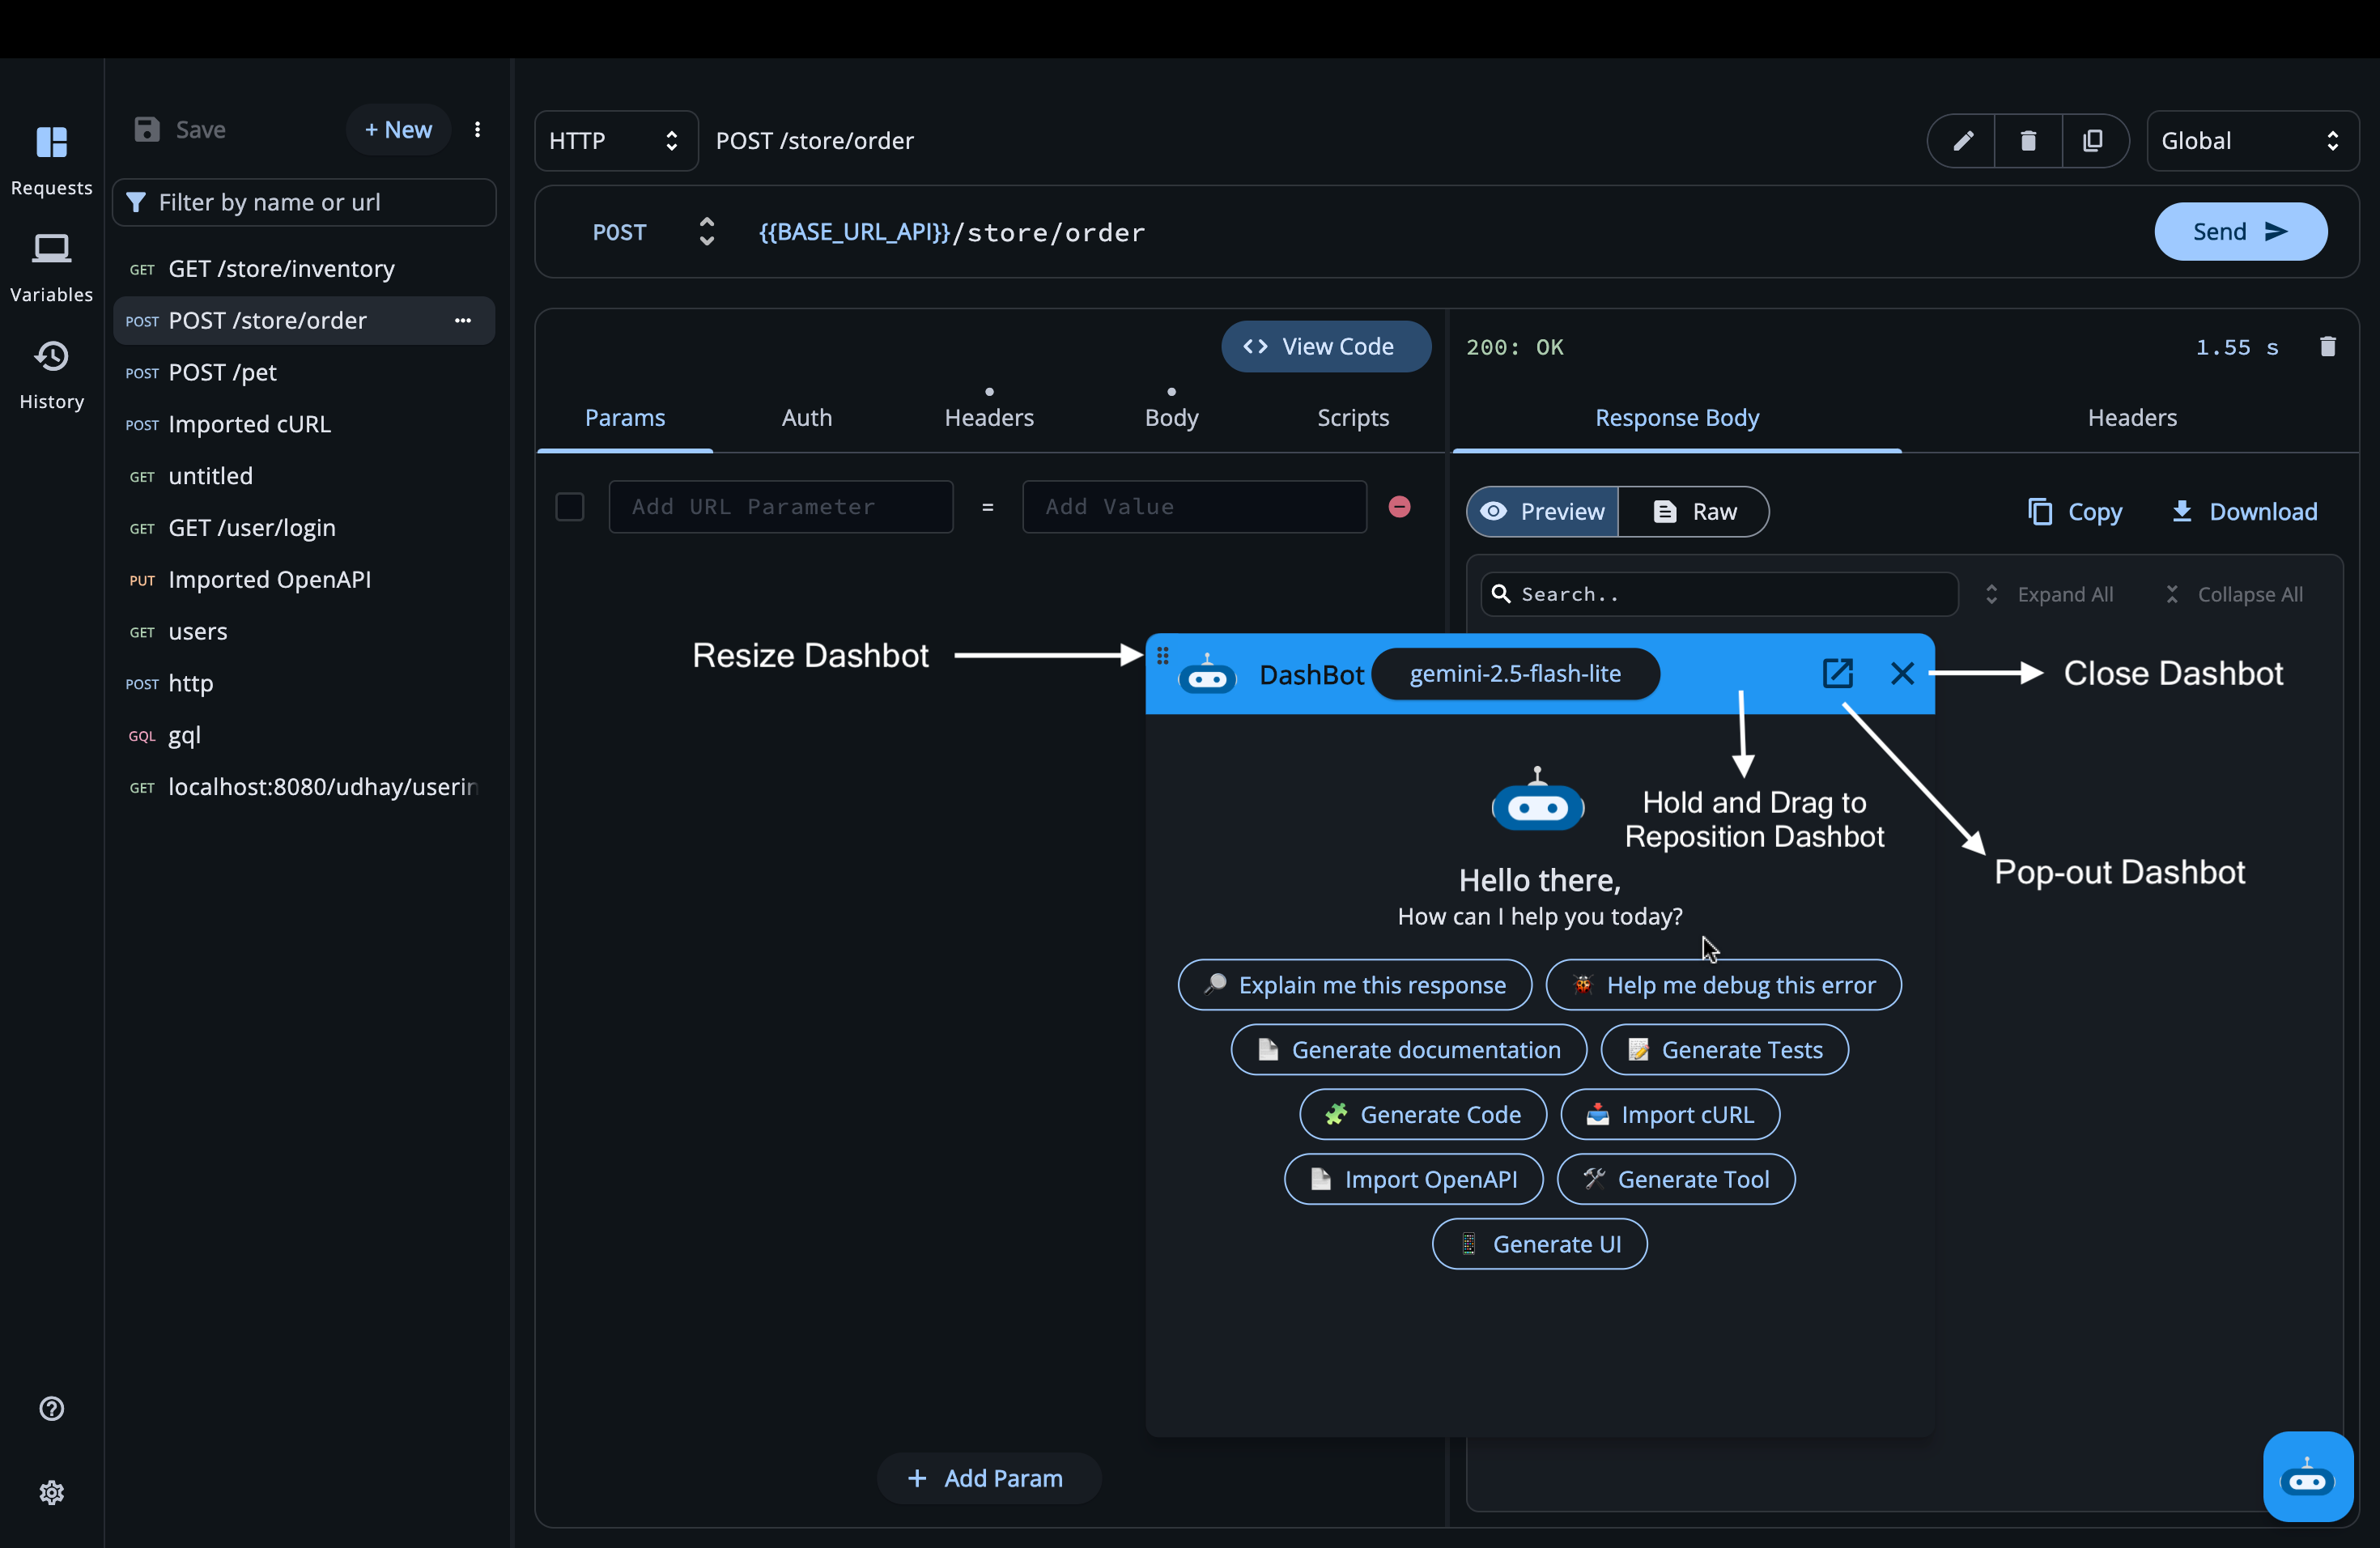 Requests
Variables
History
Save
+ New
Filter by name or url
GET GET /store/inventory
POST POST /store/order
POST POST /pet
POST Imported cURL
GET untitled
GET GET /user/login
PUT Imported OpenAPI
GET users
POST http
GQL gql
GET localhost:8080/udhay/userin
HTTP
POST /store/order
Global
POST
{{BASE_URL_API}}/store/order
Send
View Code
Params
Auth
Headers
Body
Scripts
Add URL Parameter
=
Add Value
Add Param
200: OK
1.55 s
Response Body
Headers
Preview
Raw
Copy
Download
Search..
Expand All
Collapse All
Resize Dashbot
DashBot
gemini-2.5-flash-lite
Close Dashbot
Hold and Drag to
Reposition Dashbot
Pop-out Dashbot
Hello there,
How can I help you today?
Explain me this response
Help me debug this error
Generate documentation
Generate Tests
Generate Code
Import cURL
Import OpenAPI
Generate Tool
Generate UI